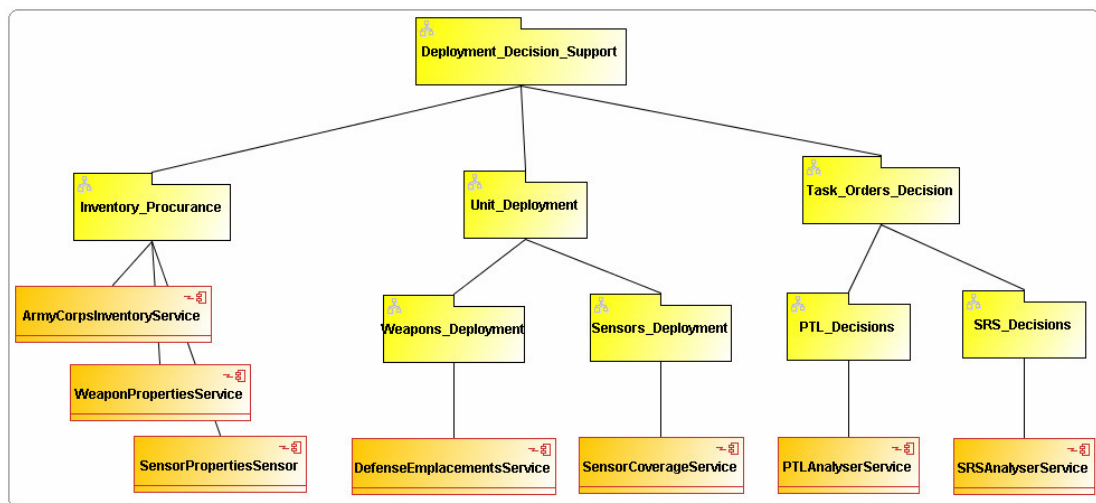 Deployment_Decision_Support
Inventory_Procurance
Unit_Deployment
Task_Orders_Decision
ArmyCorpsInventoryService
Weapons_Deployment
Sensors_Deployment
PTL_Decisions
SRS_Decisions
WeaponPropertiesService
SensorPropertiesSensor
DefenseEmplacementsService
SensorCoverageService
PTLAnalyserService
SRSAnalyserService